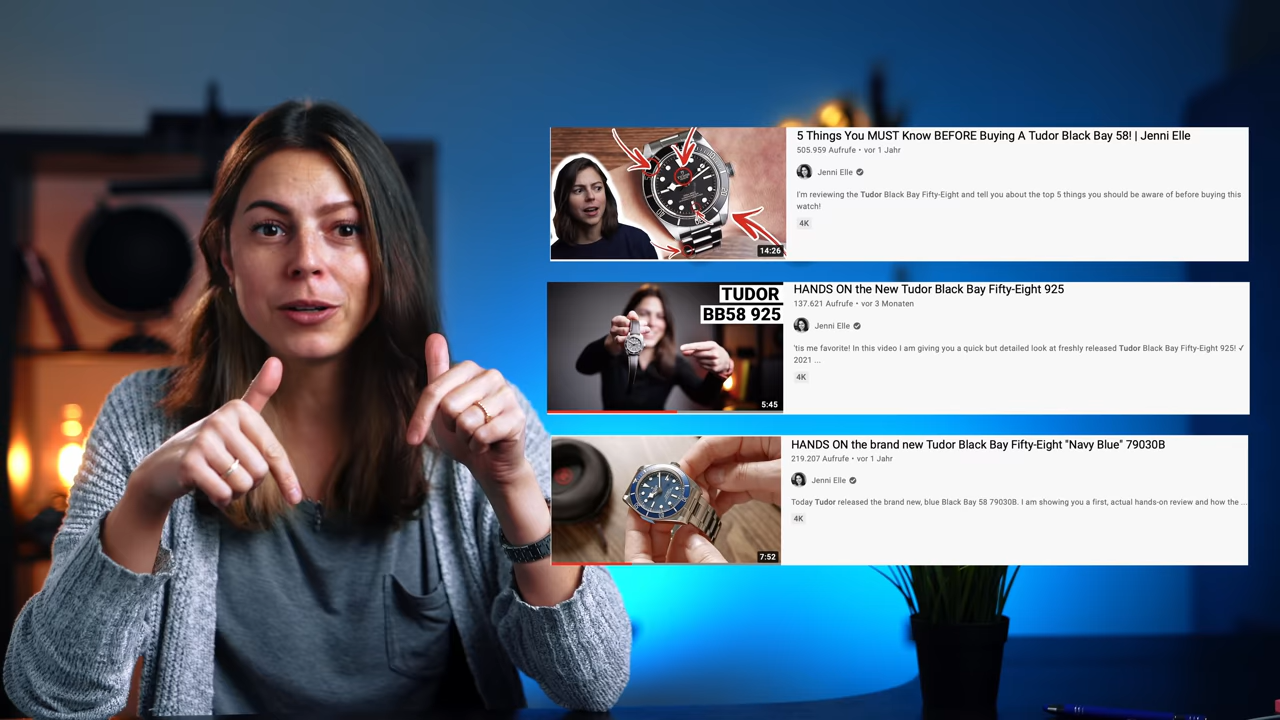 5 Things You MUST Know BEFORE Buying A Tudor Black Bay 58! | Jenni Elle
505.959 Aufrufe • vor 1 Jahr
Jenni Elle
I'm reviewing the Tudor Black Bay Fifty-Eight and tell you about the top 5 things you should be aware of before buying this
watch!
4K
14:26
TUDOR
BB58 925
5:45
HANDS ON the New Tudor Black Bay Fifty-Eight 925
137.621 Aufrufe • vor 3 Monaten
Jenni Elle
'tis me favorite! In this video I am giving you a quick but detailed look at freshly released Tudor Black Bay Fifty-Eight 925! ✓
2021 ...
4K
HANDS ON the brand new Tudor Black Bay Fifty-Eight "Navy Blue" 79030B
219.207 Aufrufe • vor 1 Jahr
Jenni Elle
Today Tudor released the brand new, blue Black Bay 58 79030B. I am showing you a first, actual hands-on review and how the ...
4K
7:52